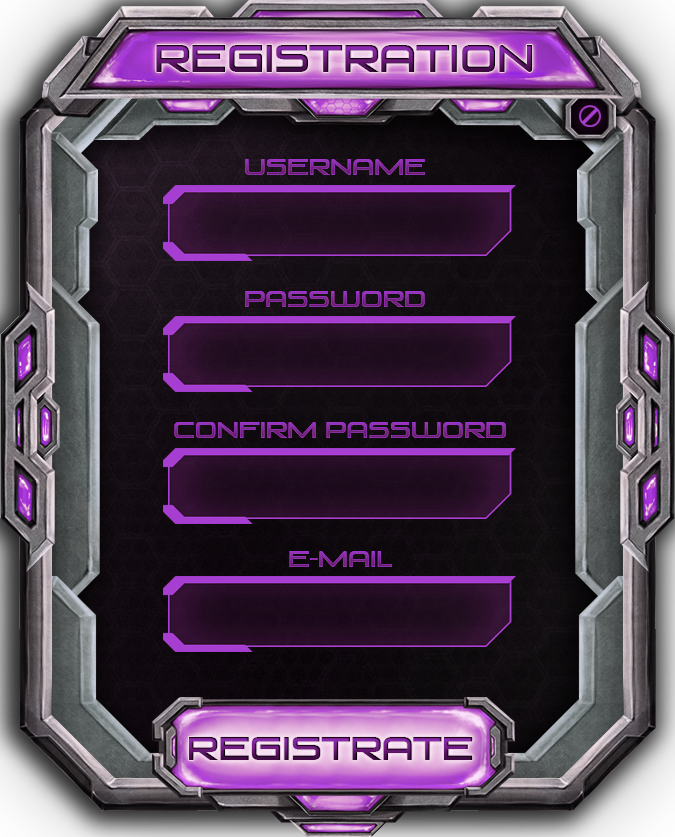 REGISTRATION
USERNAME
PASSWORD
CONFIRM PASSWORD
E-MAIL
REGISTRATE